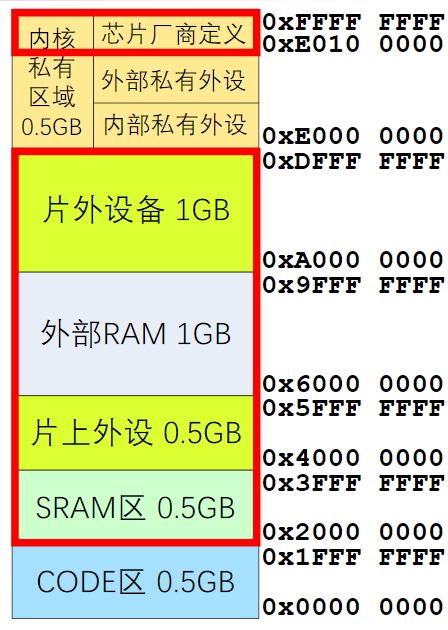 芯片厂商定义
0xFFFF FFFF
0xE010 0000
内核
私有
区域
0.5GB
外部私有外设
内部私有外设
0xE000 0000
0xDFFF FFFF
片外设备 1GB
0xA000 0000
0x9FFF FFFF
外部RAM 1GB
0x6000 0000
0x5FFF FFFF
片上外设 0.5GB
0x4000 0000
0x3FFF FFFF
SRAM区 0.5GB
0x2000 0000
0x1FFF FFFF
CODE区 0.5GB
0x0000 0000